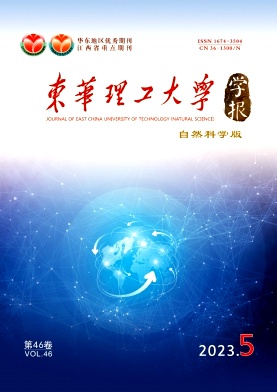 华东地区优秀期刊
江西省重点期刊
ISSN 1674-3504
CN 36-1300/N
東華理工大學
学报
JOURNAL OF EAST CHINA UNIVERSITY OF TECHNOLOGY (NATURAL SCIENCE)
自然科学版
第46卷
VOL.46
2023.5